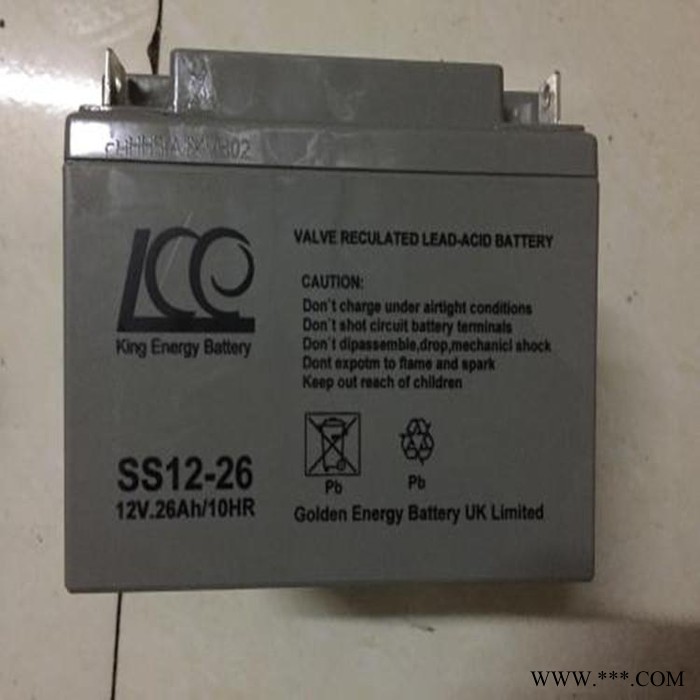 VALVE RECULATED LEAD-ACID BATTERY
King Energy Battery
CAUTION:
Don't charge under airtight conditions
Don't shot circuit battery terminals
Don't dipassemble,drop,mechanicl shock
Dont expotm to flame and spark
Keep out reach of children
SS12-26
12V.26Ah/10HR
Pb
Pb
Golden Energy Battery UK Limited
WWW.***.COM